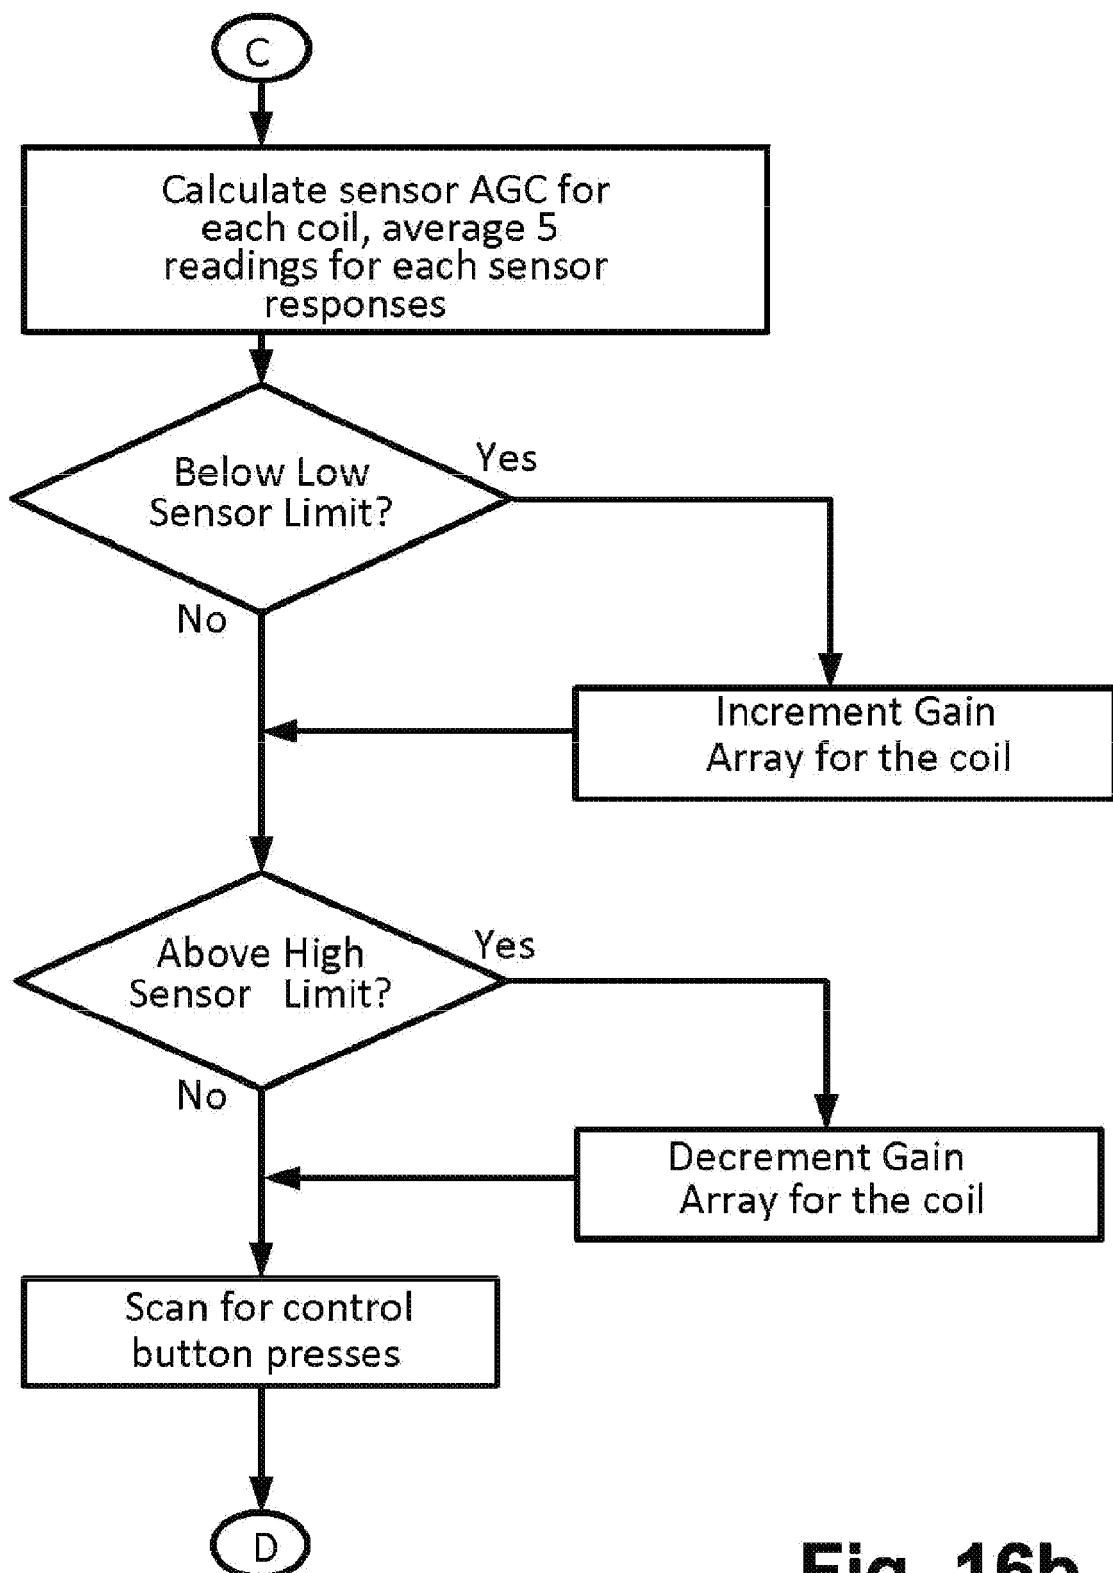 C
Calculate sensor AGC for
each coil, average 5
readings for each sensor
responses
Below Low
Sensor Limit?
Yes
No
Increment Gain
Array for the coil
Above High
Sensor Limit?
Yes
No
Decrement Gain
Array for the coil
Scan for control
button presses
D
Fig. 16b